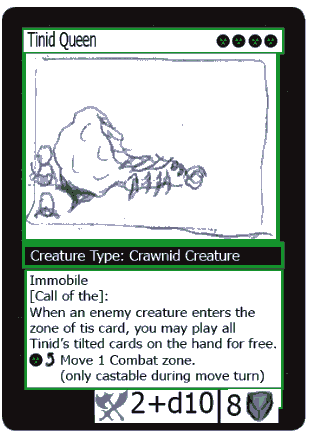 Tinid Queen
Creature Type: Crawnid Creature
Immobile
[Call of the]:
When an enemy creature enters the
zone of tis card, you may play all
Tinid's tilted cards on the hand for free.
Move 1 Combat zone.
(only castable during move turn)
2+d10 8